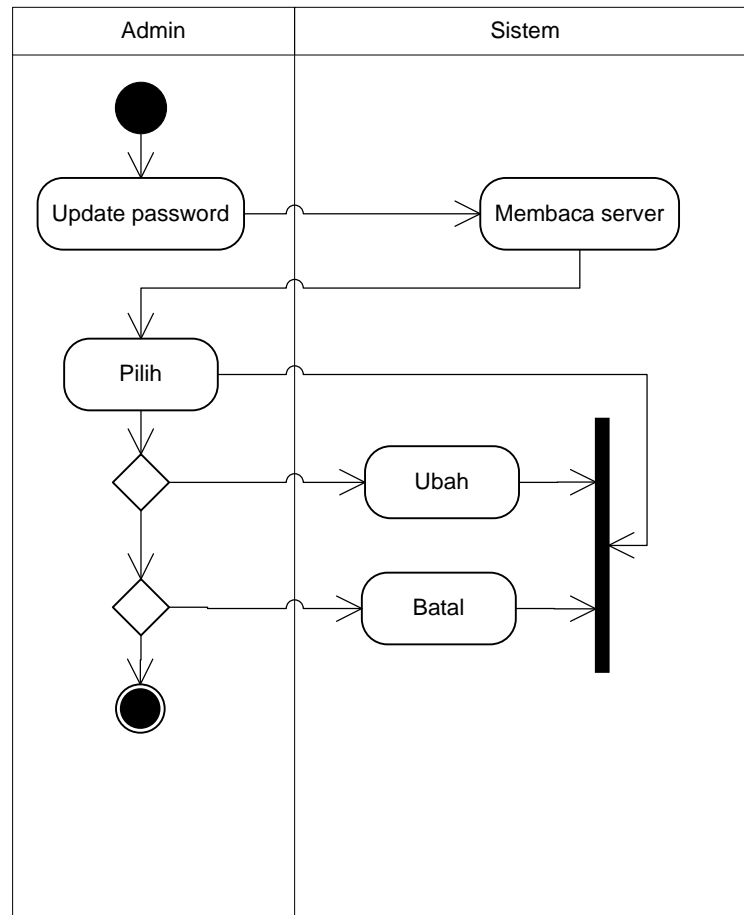 Admin
Sistem
Update password
Membaca server
Pilih
Ubah
Batal